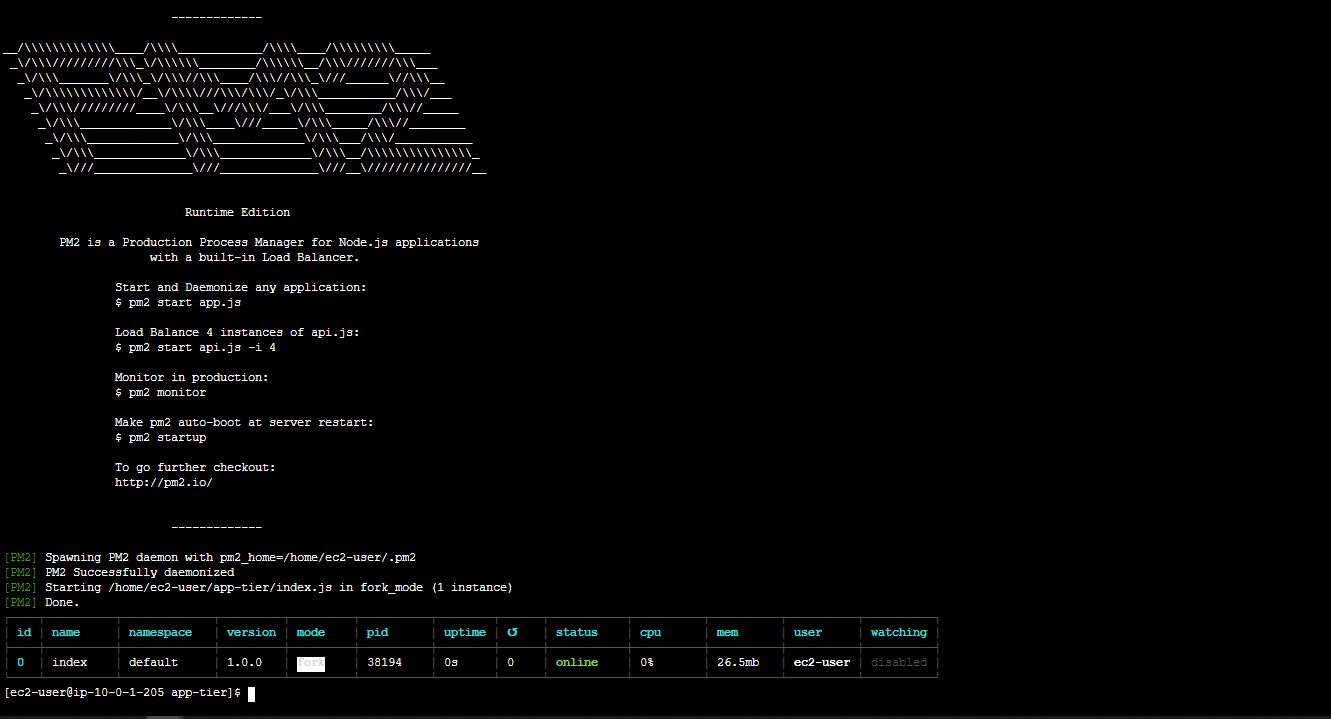 -------------
__/\\\\\\\\\\\\\____/\\\\____________/\\\\____/\\\\\\\\\_____
_\/\\\/////////\\\_\/\\\\\\________/\\\\\\__/\\\///////\\\___
_\/\\\_______\/\\\_\/\\\//\\\____/\\\//\\\_\///______\//\\\__
_\/\\\\\\\\\\\\\/__\/\\\\///\\\/\\\/_\/\\\___________/\\\/___
_\/\\\/////////____\/\\\__\///\\\/___\/\\\________/\\\//_____
_\/\\\_____________\/\\\____\///_____\/\\\_____/\\\//________
_\/\\\_____________\/\\\_____________\/\\\___/\\\/___________
_\/\\\_____________\/\\\_____________\/\\\__/\\\\\\\\\\\\\\\_
_\///______________\///______________\///__\///////////////__
Runtime Edition
PM2 is a Production Process Manager for Node.js applications
with a built-in Load Balancer.
Start and Daemonize any application:
$ pm2 start app.js
Load Balance 4 instances of api.js:
$ pm2 start api.js -i 4
Monitor in production:
$ pm2 monitor
Make pm2 auto-boot at server restart:
$ pm2 startup
To go further checkout:
http://pm2.io/
-------------
[PM2] Spawning PM2 daemon with pm2_home=/home/ec2-user/.pm2
[PM2] PM2 Successfully daemonized
[PM2] Starting /home/ec2-user/app-tier/index.js in fork_mode (1 instance)
[PM2] Done.
id name namespace version mode pid uptime ↺ status cpu mem user watching
0 index default 1.0.0 fork 38194 0s 0 online 0% 26.5mb ec2-user disabled
[ec2-user@ip-10-0-1-205 app-tier]$